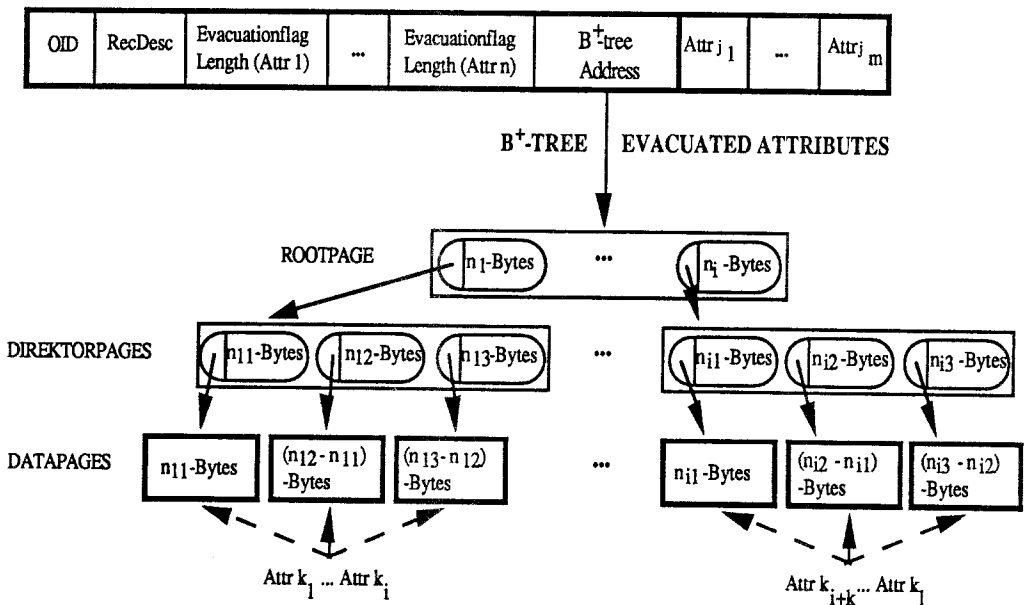 OID RecDesc Evacuationflag Length (Attr 1) ... Evacuationflag Length (Attr n) B+-tree Address Attr j1 ... Attrj m
B+-TREE EVACUATED ATTRIBUTES
ROOTPAGE n1-Bytes ... ni -Bytes
DIREKTORPAGES n11-Bytes n12-Bytes n13-Bytes ... ni1-Bytes ni2-Bytes ni3 -Bytes
DATAPAGES n11-Bytes (n12 - n11) -Bytes (n13 - n12) -Bytes ... ni1-Bytes (ni2 - ni1) -Bytes (ni3 - ni2) -Bytes
Attr k1 ... Attr ki Attr ki+k ... Attr kl